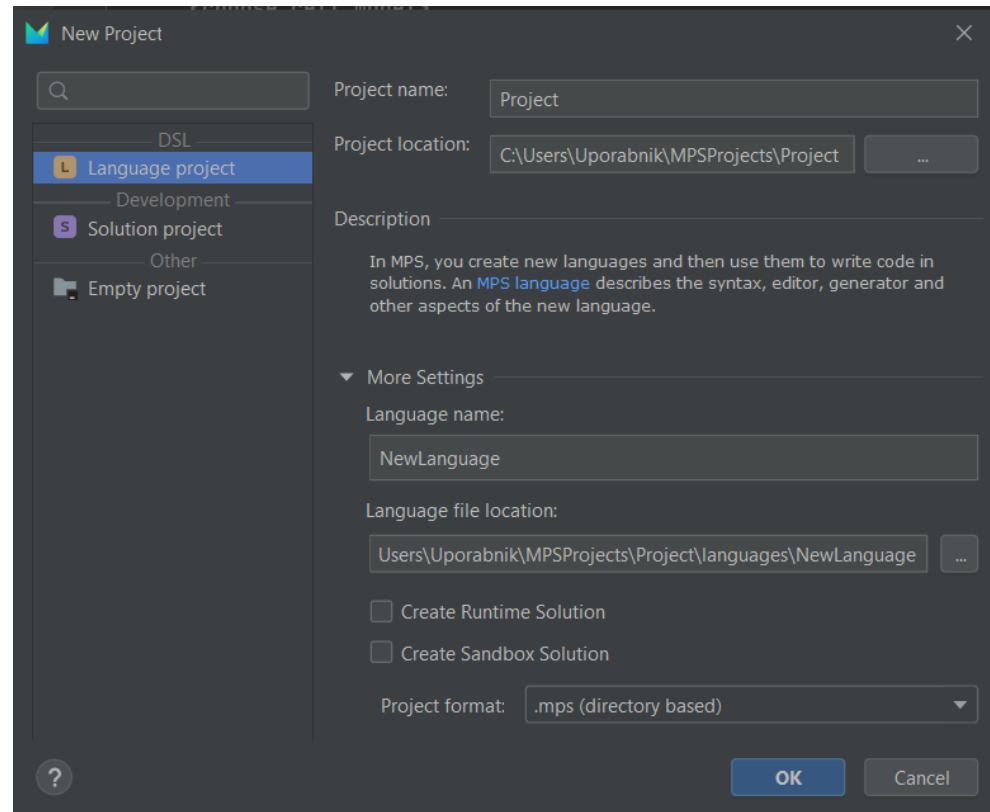 New Project
DSL
L Language project
Development
S Solution project
Other
Empty project
Project name:
Project
Project location:
C:\Users\Uporabnik\MPSProjects\Project
...
Description
In MPS, you create new languages and then use them to write code in
solutions. An MPS language describes the syntax, editor, generator and
other aspects of the new language.
More Settings
Language name:
NewLanguage
Language file location:
Users\Uporabnik\MPSProjects\Project\languages\NewLanguage
...
Create Runtime Solution
Create Sandbox Solution
Project format:
.mps (directory based)
?
OK
Cancel